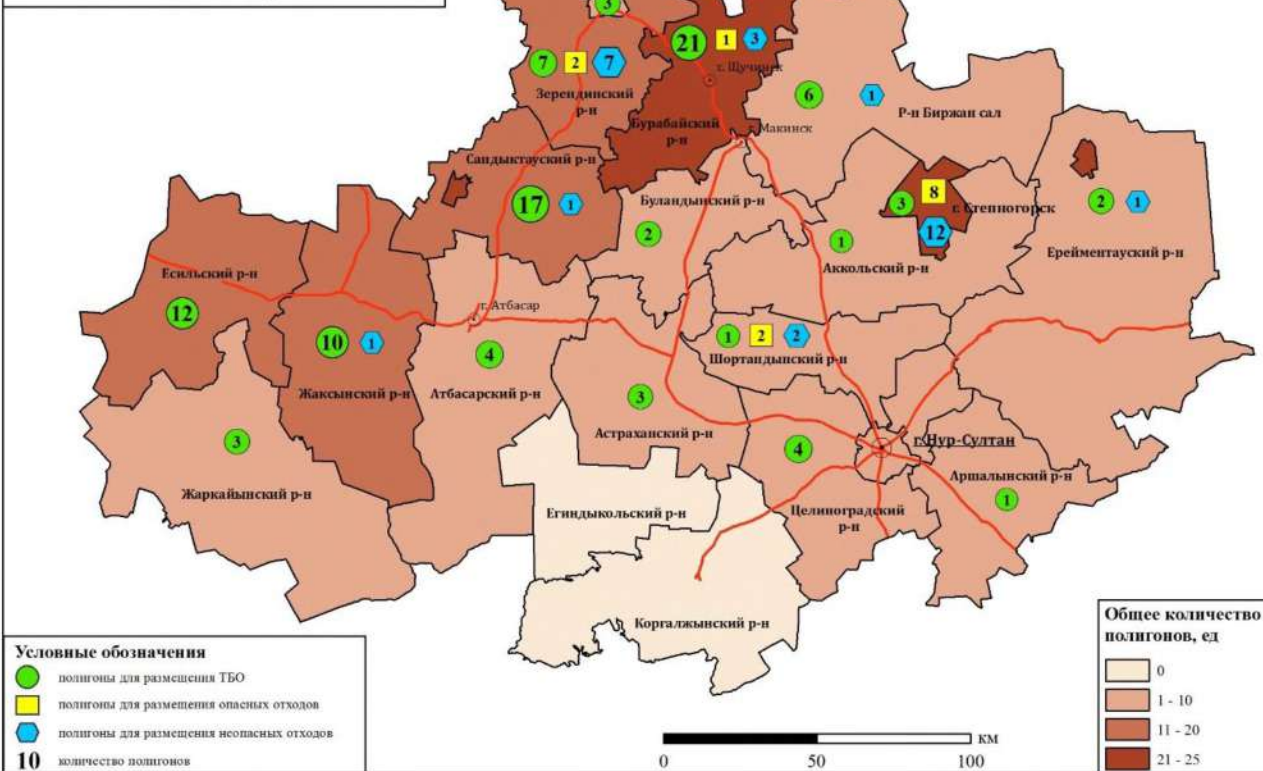 3
7 2 7
Зерендинский
р-н
21 1 3
г. Щучинск
Бурабайский
р-н
г. Макинск
6 1
Р-н Биржан сал
Сандыктауский р-н
17 1
Буландынский р-н
2
3 8
г. Степногорск
12
1
Аккольский р-н
2 1
Ерейментауский р-н
Есильский р-н
12
10 1
Жаксынский р-н
г. Атбасар
4
Атбасарский р-н
1 2 2
Шортандынский р-н
3
Астраханский р-н
3
Жаркайынский р-н
4
г.Нур-Султан
Аршалынский р-н
1
Целиноградский
р-н
Егиндыкольский р-н
Коргалжынский р-н
Условные обозначения
полигоны для размещения ТБО
полигоны для размещения опасных отходов
полигоны для размещения неопасных отходов
10 количество полигонов
0 50 100 км
Общее количество
полигонов, ед
0
1 - 10
11 - 20
21 - 25